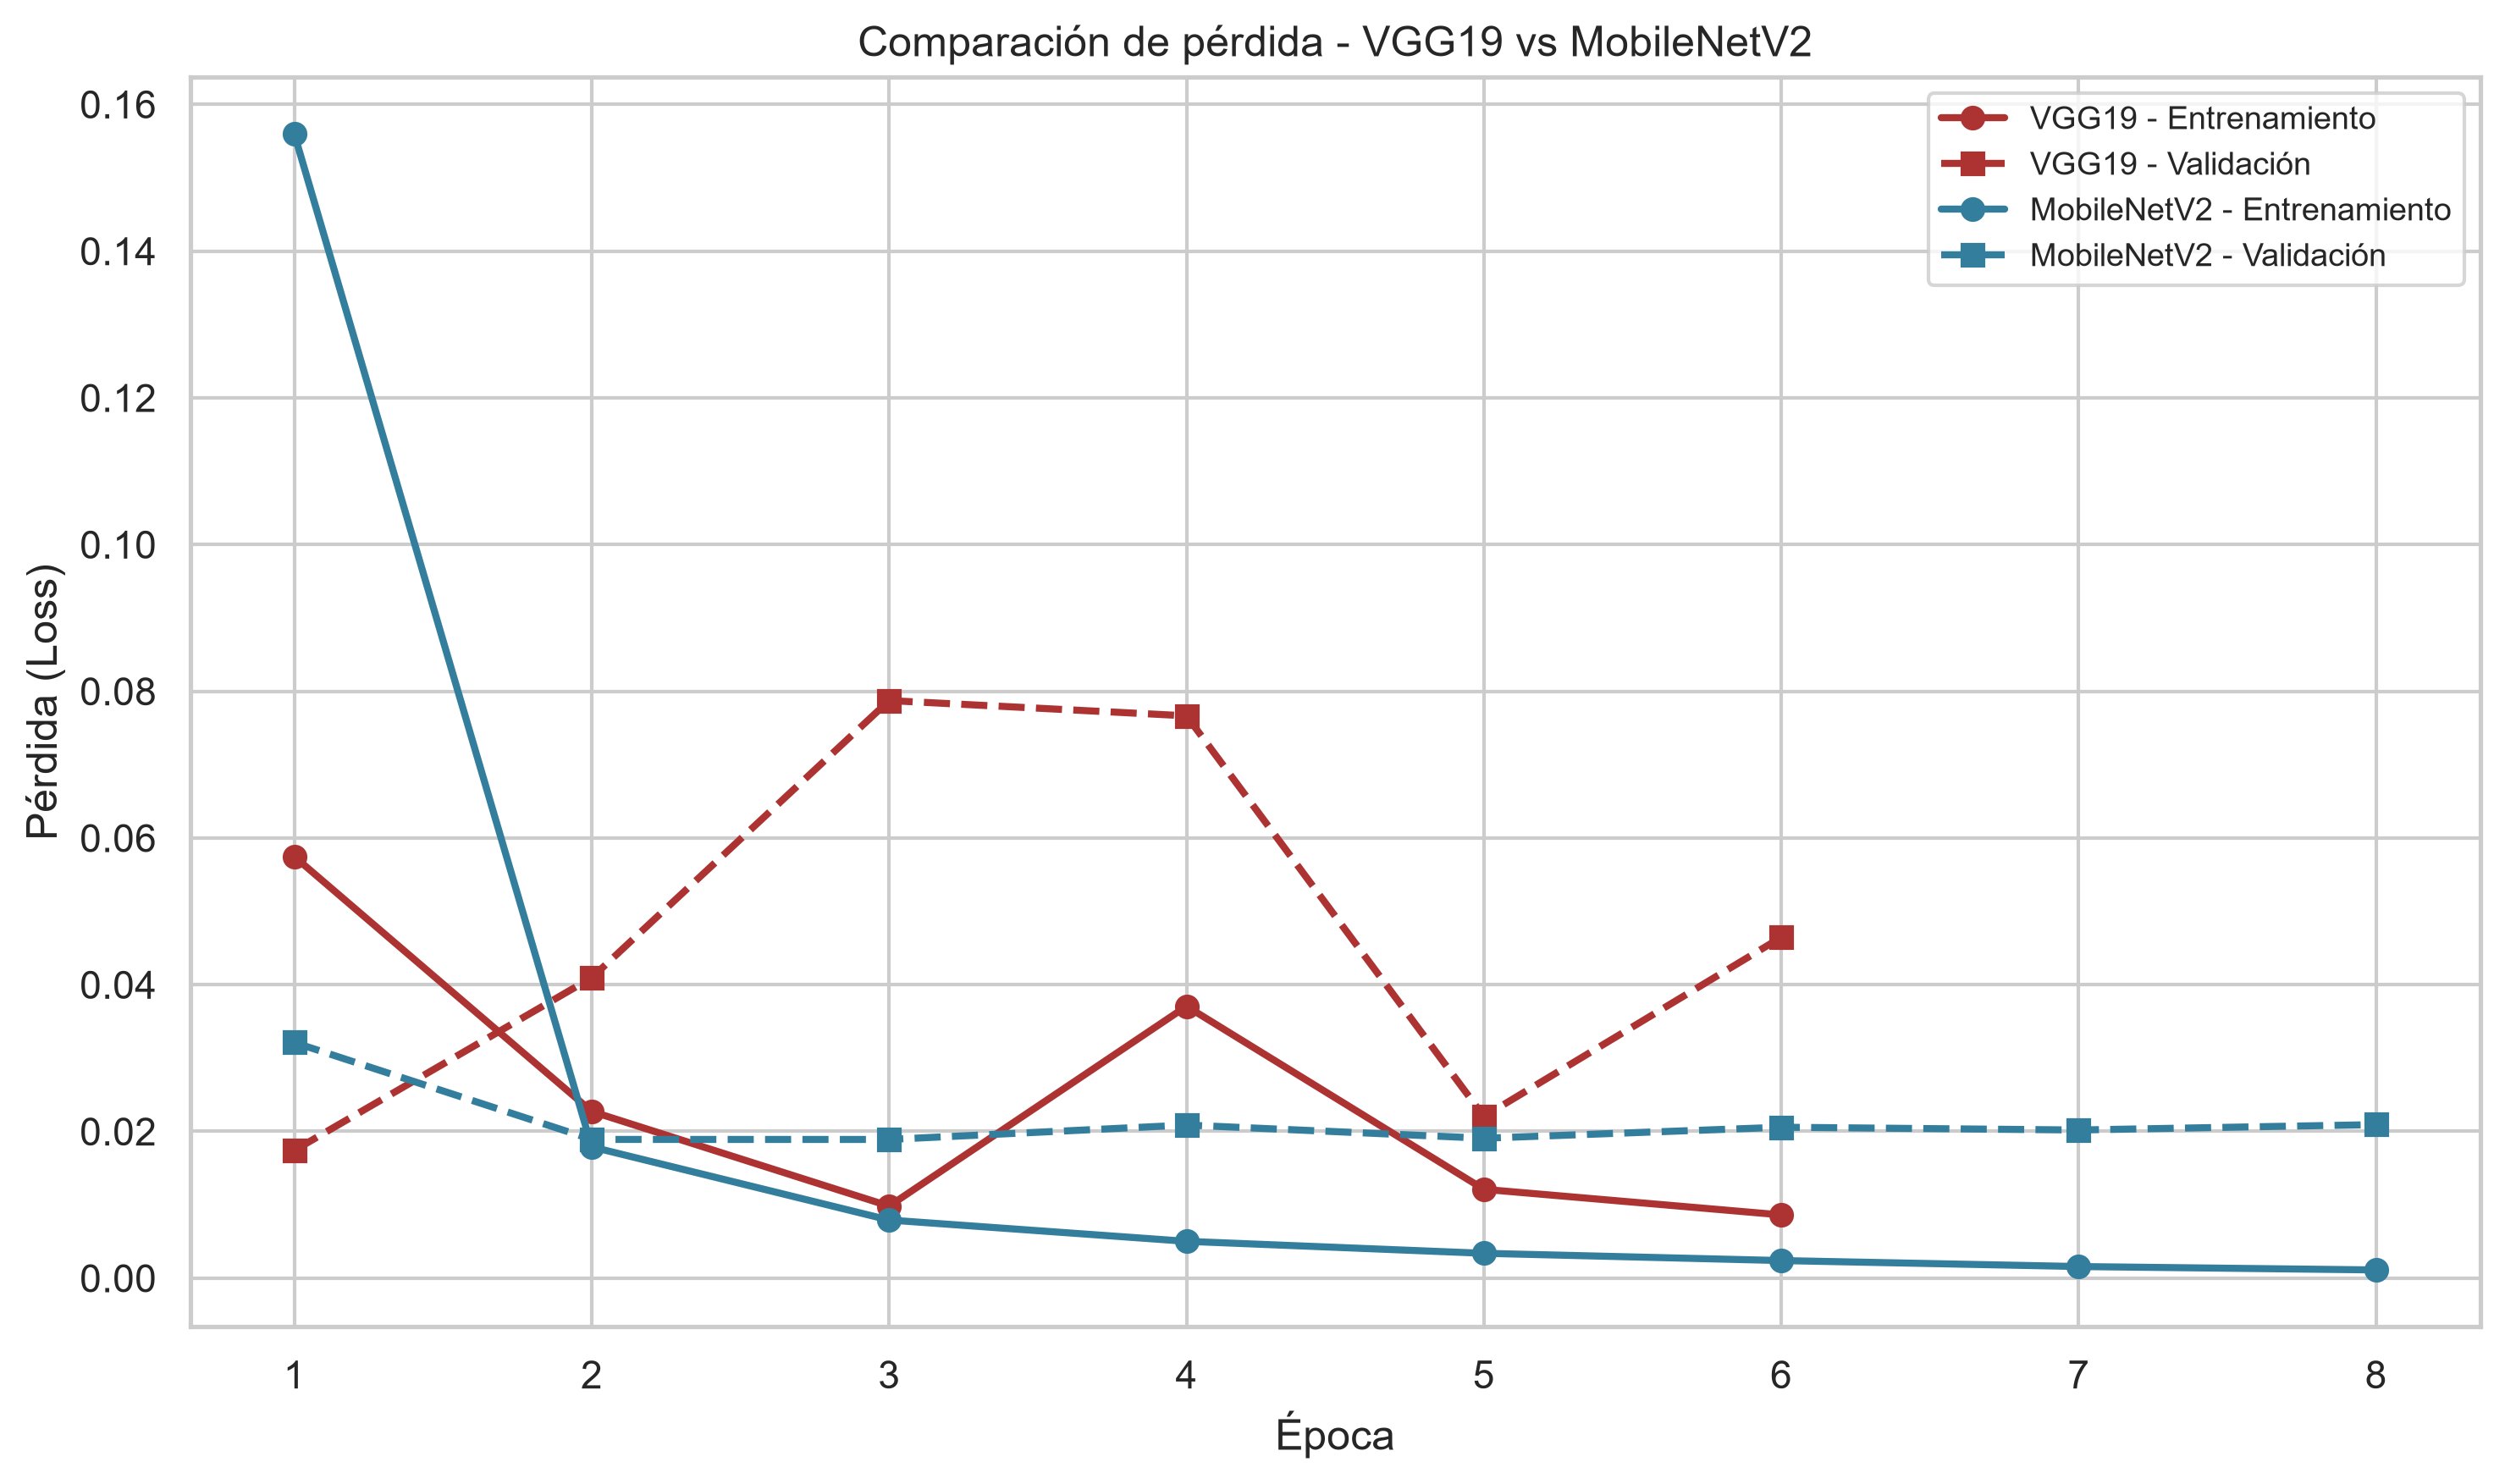 Comparación de pérdida - VGG19 vs MobileNetV2
VGG19 - Entrenamiento
VGG19 - Validación
MobileNetV2 - Entrenamiento
MobileNetV2 - Validación
Pérdida (Loss)
0.16
0.14
0.12
0.10
0.08
0.06
0.04
0.02
0.00
1 2 3 4 5 6 7 8
Época